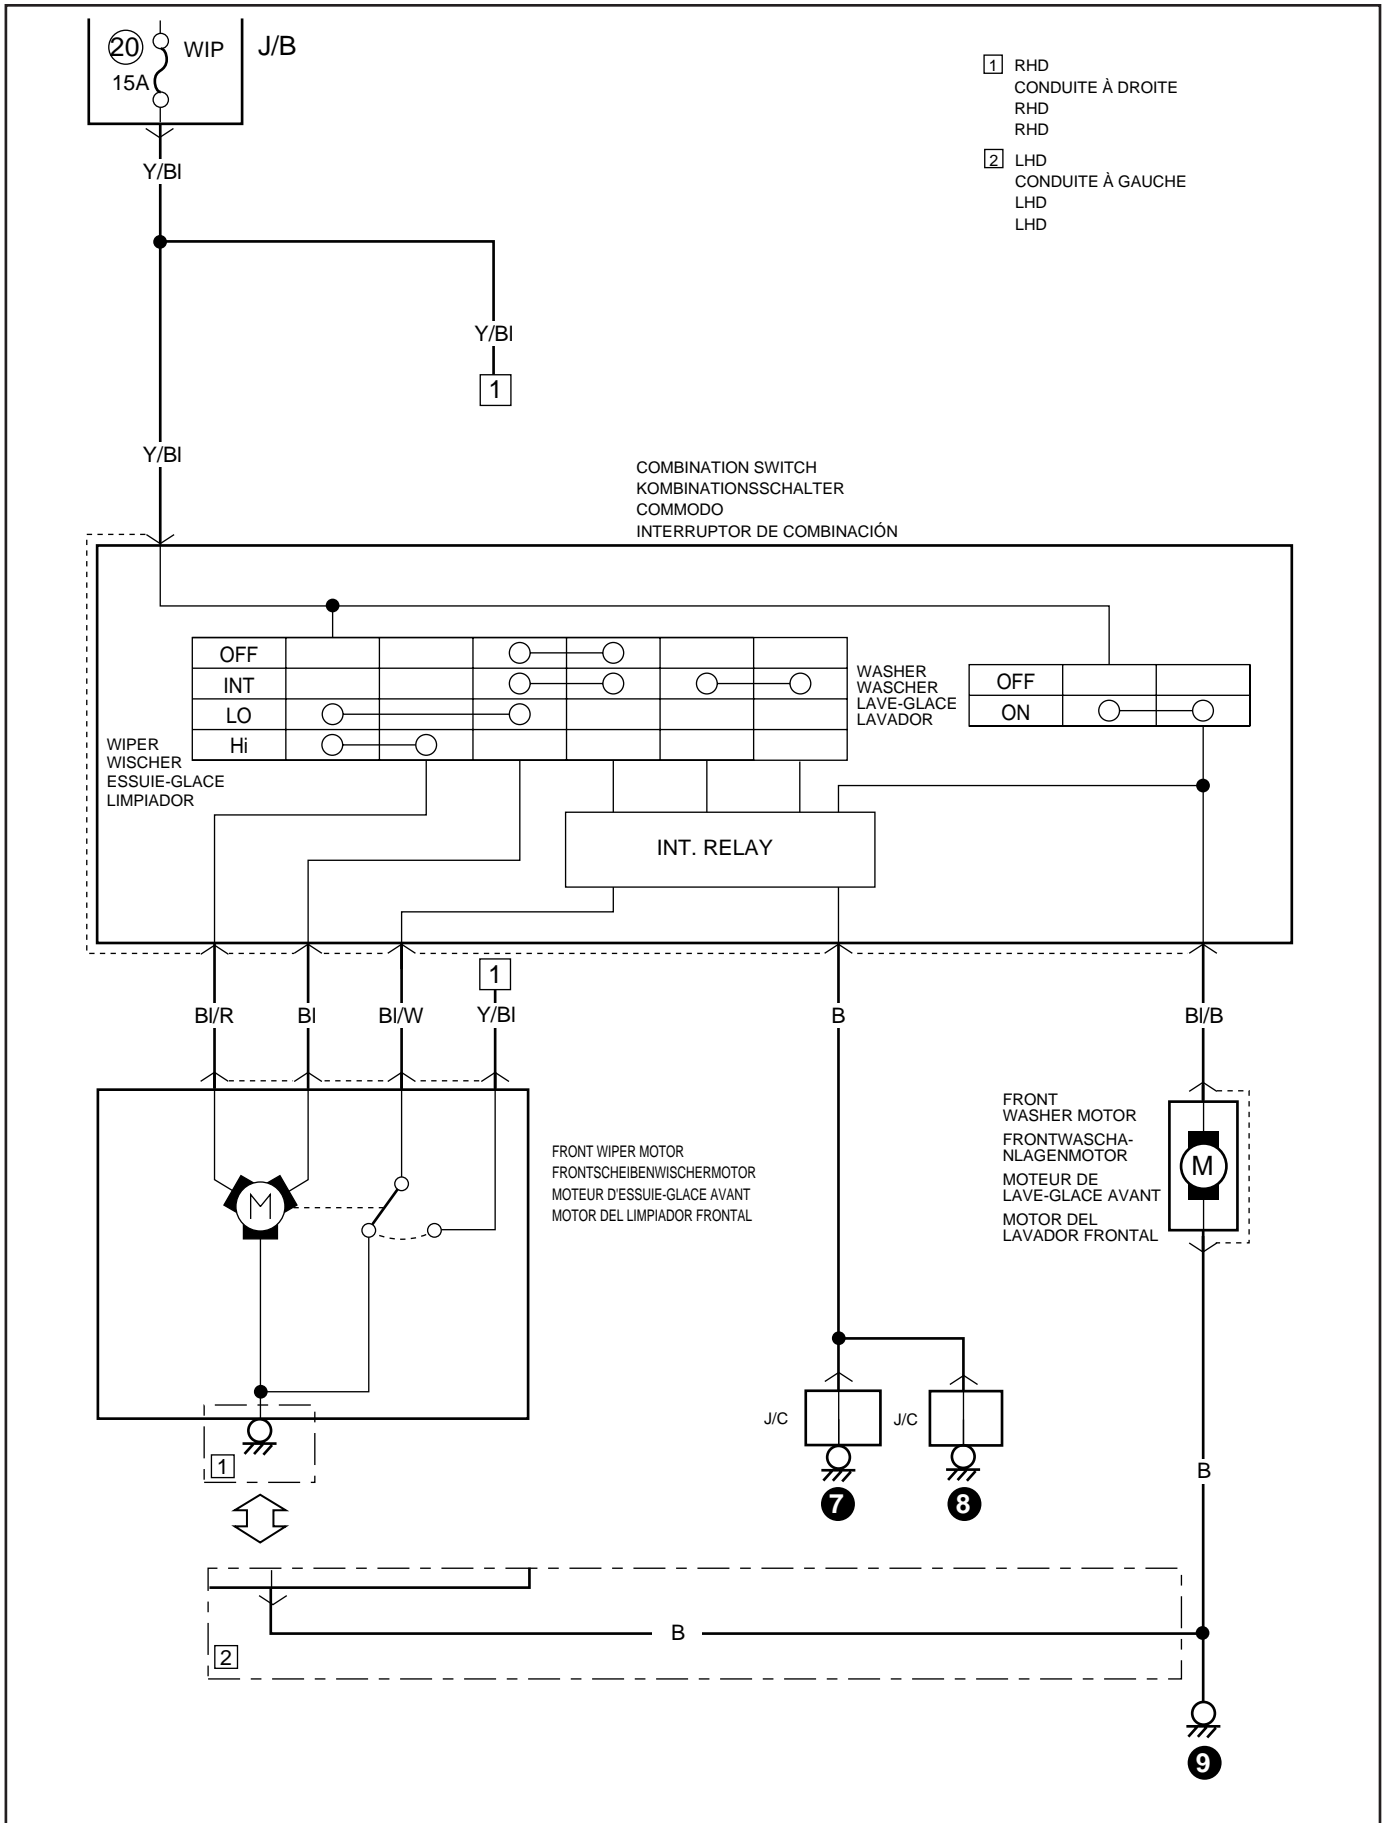 20
WIP
J/B
15A
1 RHD
CONDUITE À DROITE
RHD
RHD
2 LHD
CONDUITE À GAUCHE
LHD
LHD
Y/Bl
Y/Bl
1
Y/Bl
COMBINATION SWITCH
KOMBINATIONSSCHALTER
COMMODO
INTERRUPTOR DE COMBINACIÓN
OFF
INT
LO
Hi
WIPER
WISCHER
ESSUIE-GLACE
LIMPIADOR
WASHER
WASCHER
LAVE-GLACE
LAVADOR
OFF
ON
INT. RELAY
1
Bl/R
Bl
Bl/W
Y/Bl
B
Bl/B
M
FRONT WIPER MOTOR
FRONTSCHEIBENWISCHERMOTOR
MOTEUR D'ESSUIE-GLACE AVANT
MOTOR DEL LIMPIADOR FRONTAL
FRONT
WASHER MOTOR
FRONTWASCHA-
NLAGENMOTOR
MOTEUR DE
LAVE-GLACE AVANT
MOTOR DEL
LAVADOR FRONTAL
M
J/C
J/C
1
7
8
B
B
2
9